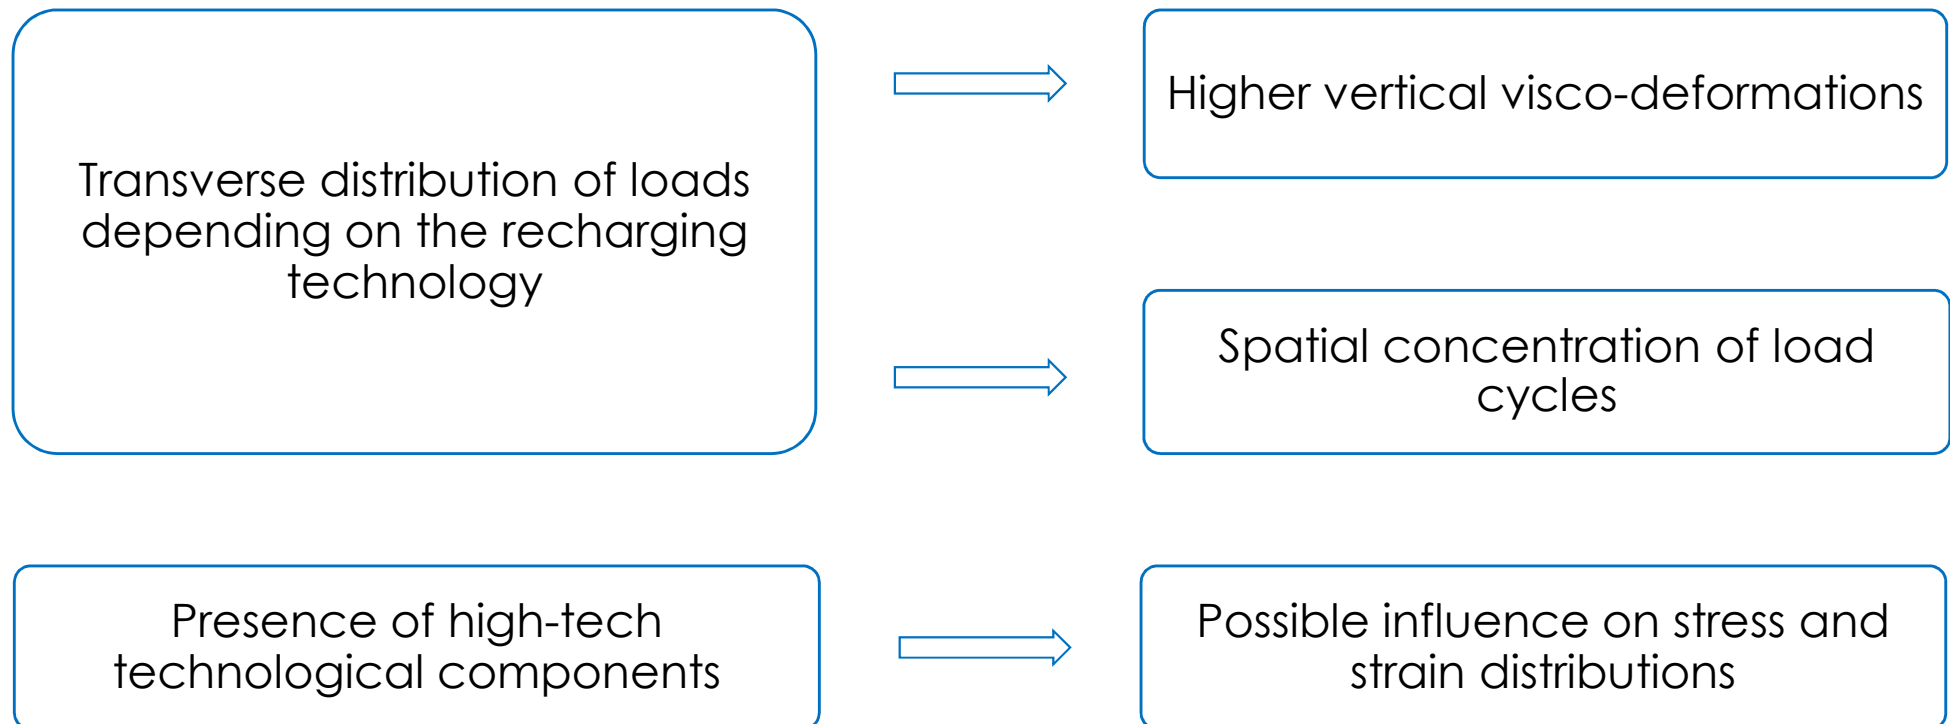 Transverse distribution of loads
depending on the recharging
technology
Higher vertical visco-deformations
Spatial concentration of load
cycles
Presence of high-tech
technological components
Possible influence on stress and
strain distributions